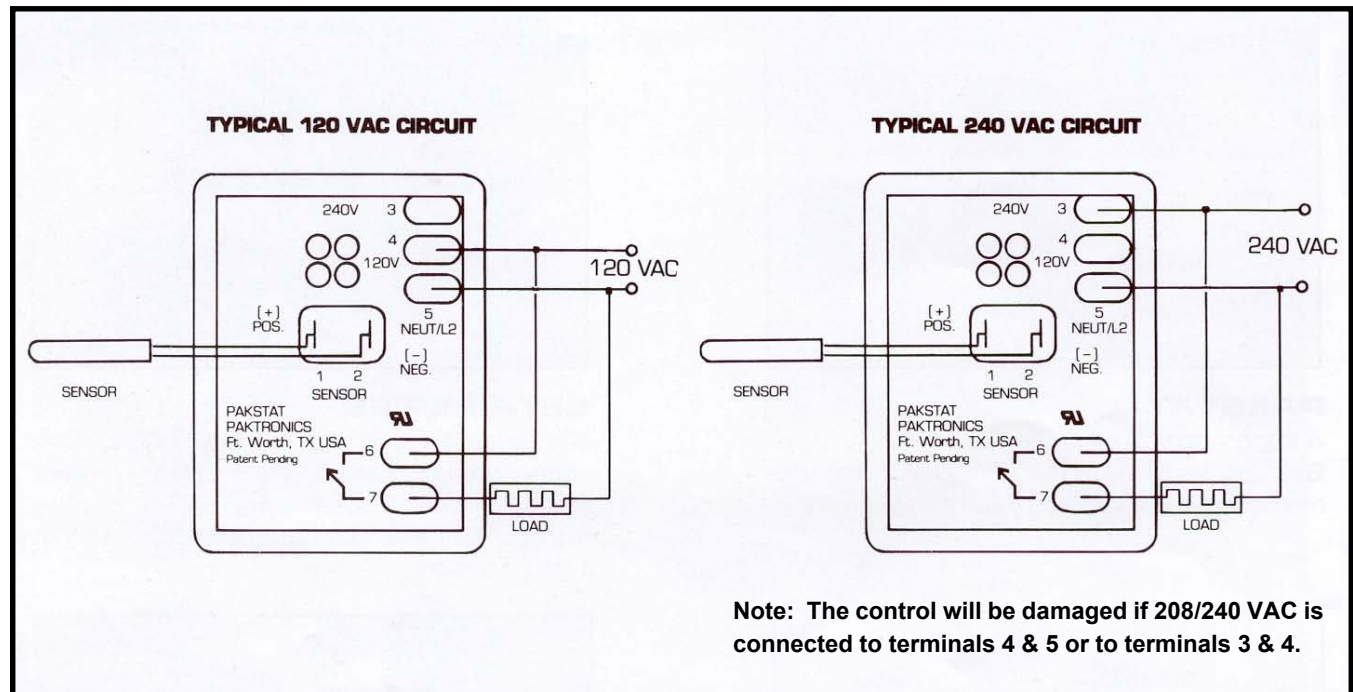 TYPICAL 120 VAC CIRCUIT
240V 3
4
120V
120 VAC
5
NEUT/L2
[+]
POS.
[-]
NEG.
1 2
SENSOR
SENSOR
PAKSTAT
PAKTRONICS
Ft. Worth, TX USA
Patent Pending
6
7
LOAD
TYPICAL 240 VAC CIRCUIT
240V 3
4
120V
240 VAC
5
NEUT/L2
[+]
POS.
[-]
NEG.
1 2
SENSOR
SENSOR
PAKSTAT
PAKTRONICS
Ft. Worth, TX USA
Patent Pending
6
7
LOAD
Note: The control will be damaged if 208/240 VAC is
connected to terminals 4 & 5 or to terminals 3 & 4.